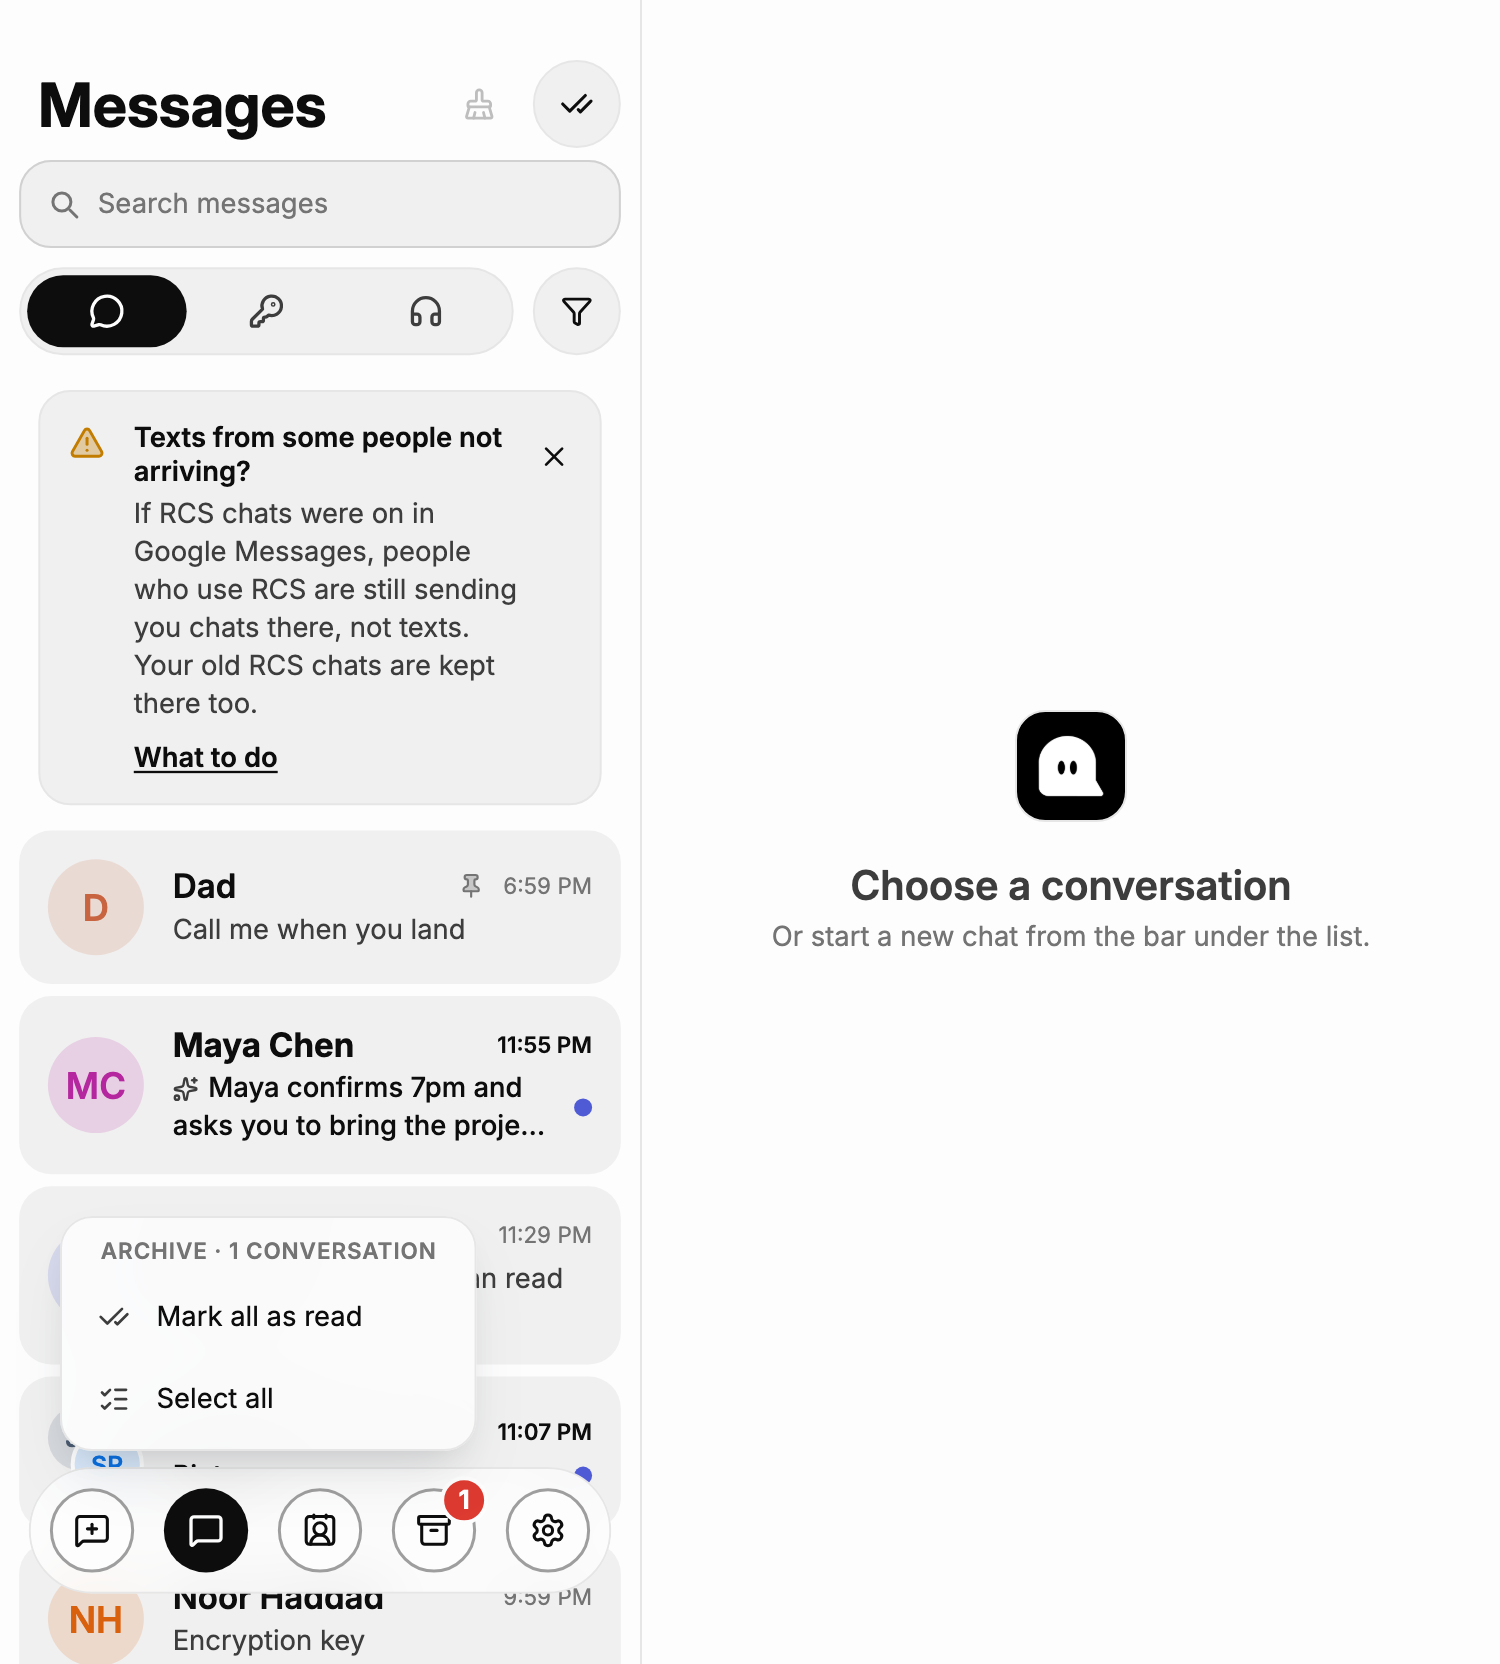 Messages
Search messages
Texts from some people not
arriving?
If RCS chats were on in
Google Messages, people
who use RCS are still sending
you chats there, not texts.
Your old RCS chats are kept
there too.
What to do
D
Dad
6:59 PM
Call me when you land
MC
Maya Chen
11:55 PM
Maya confirms 7pm and
asks you to bring the proje...
11:29 PM
read
ARCHIVE · 1 CONVERSATION
Mark all as read
Select all
11:07 PM
SR
1
NH
Noor Haddad
9:59 PM
Encryption key
Choose a conversation
Or start a new chat from the bar under the list.